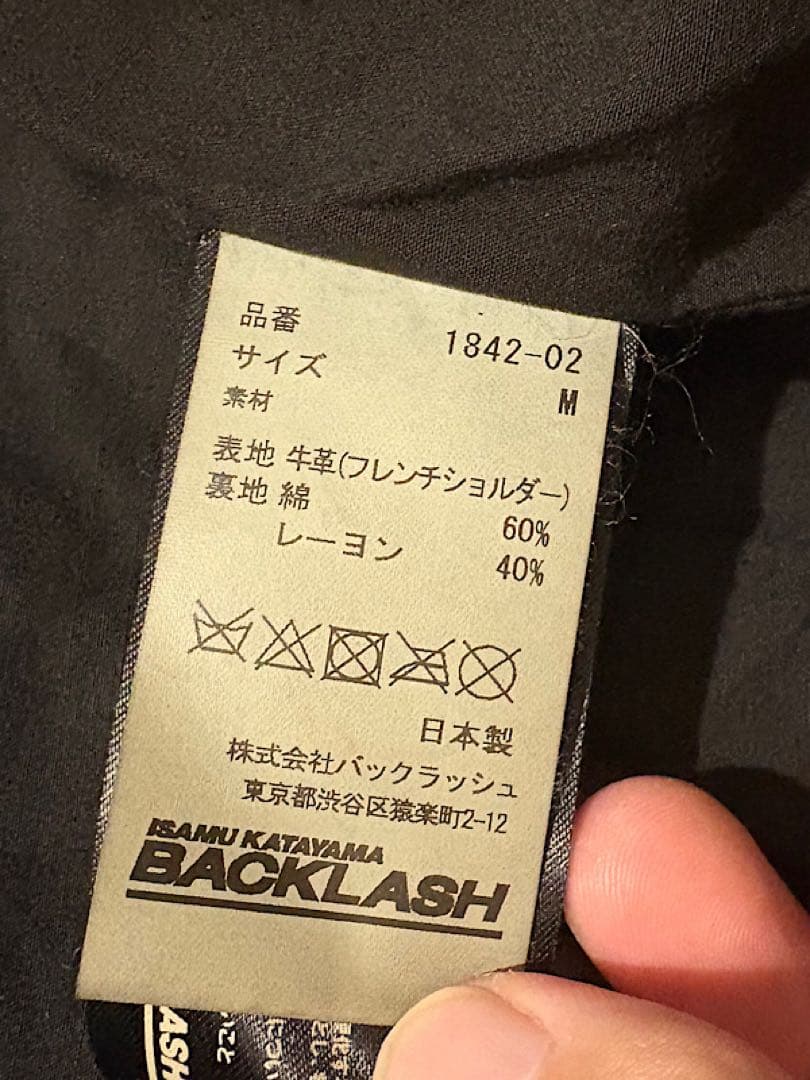 品番 1842-02
サイズ M
素材
表地 牛革(フレンチショルダー)
裏地 綿 60%
レーヨン 40%
日本製
株式会社バックラッシュ
東京都渋谷区猿楽町2-12
ISAMU KATAYAMA
BACKLASH